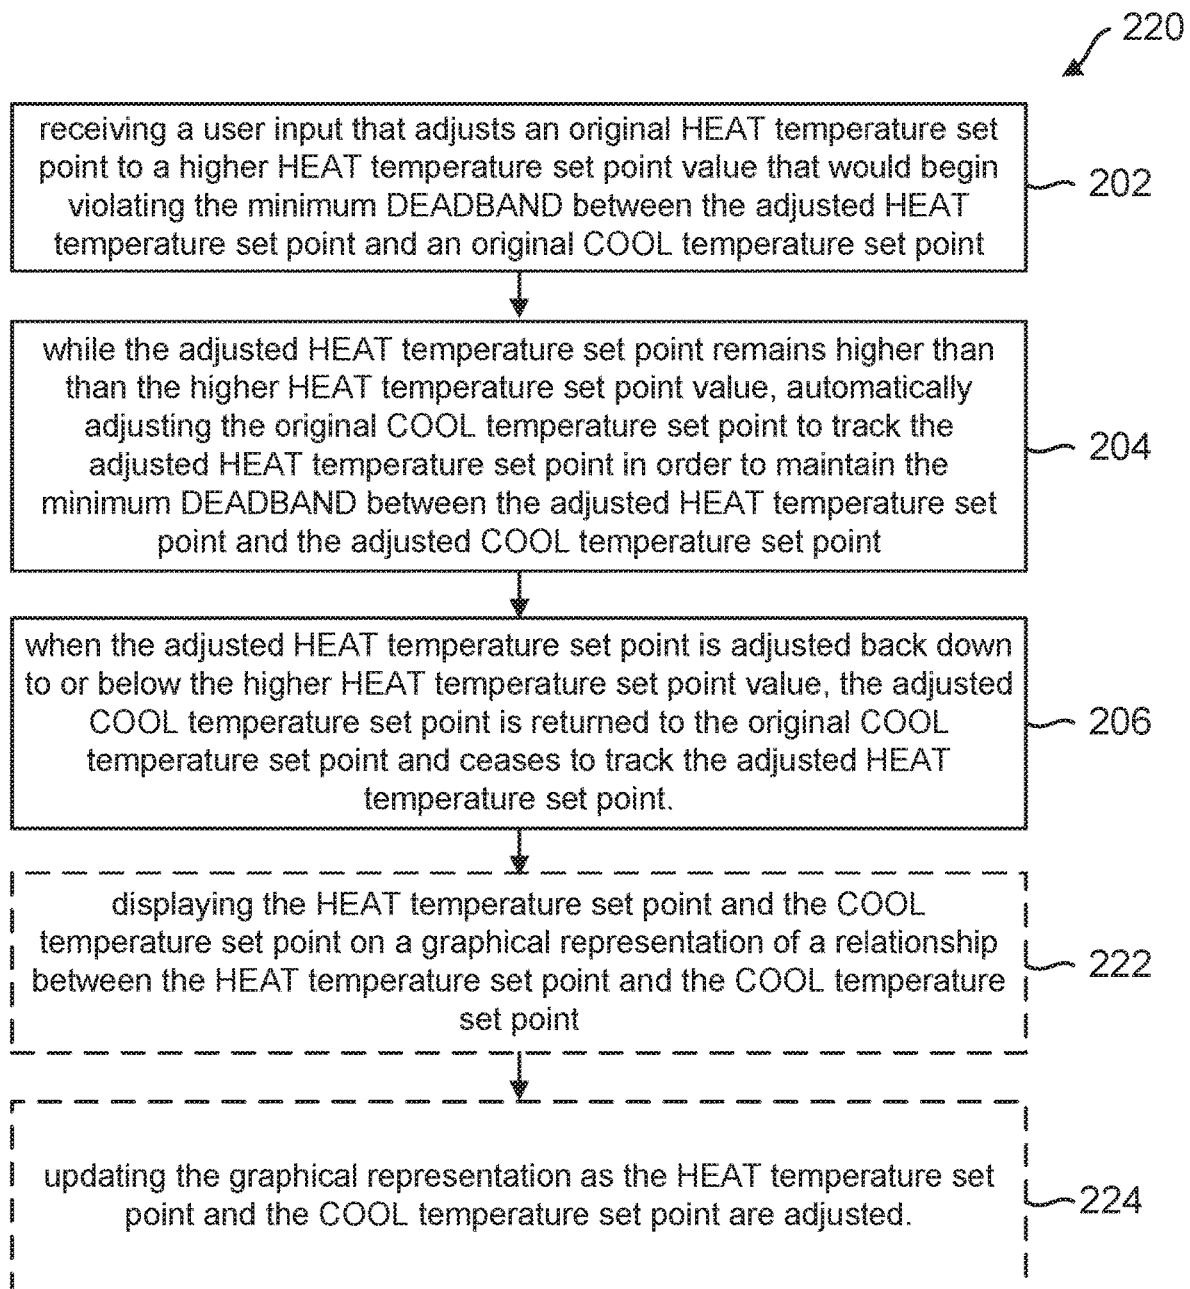 220
receiving a user input that adjusts an original HEAT temperature set
point to a higher HEAT temperature set point value that would begin
violating the minimum DEADBAND between the adjusted HEAT
temperature set point and an original COOL temperature set point
202
while the adjusted HEAT temperature set point remains higher than
than the higher HEAT temperature set point value, automatically
adjusting the original COOL temperature set point to track the
adjusted HEAT temperature set point in order to maintain the
minimum DEADBAND between the adjusted HEAT temperature set
point and the adjusted COOL temperature set point
204
when the adjusted HEAT temperature set point is adjusted back down
to or below the higher HEAT temperature set point value, the adjusted
COOL temperature set point is returned to the original COOL
temperature set point and ceases to track the adjusted HEAT
temperature set point.
206
displaying the HEAT temperature set point and the COOL
temperature set point on a graphical representation of a relationship
between the HEAT temperature set point and the COOL temperature
set point
222
updating the graphical representation as the HEAT temperature set
point and the COOL temperature set point are adjusted.
224